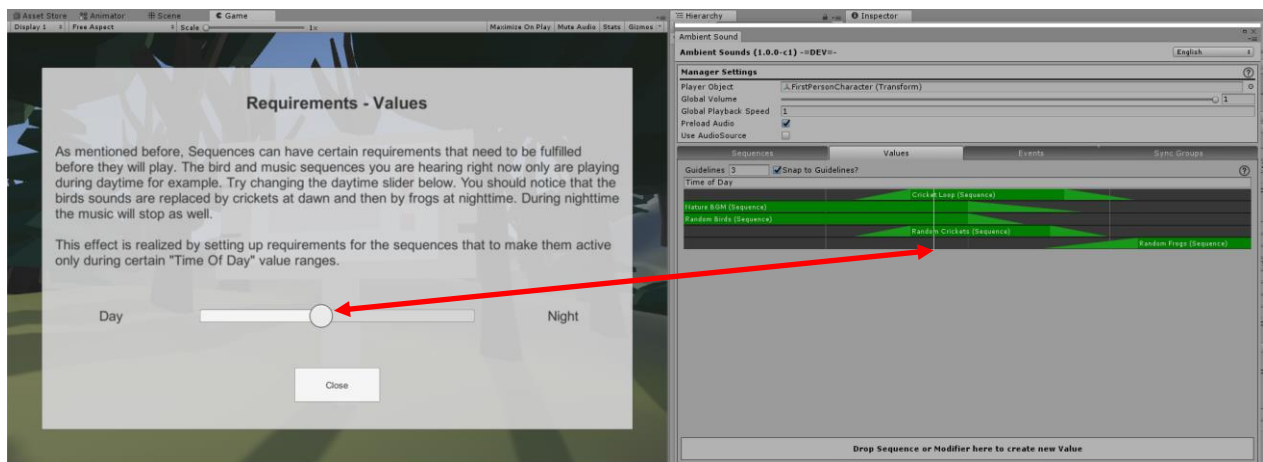 Asset Store Animator Scene Game
Display 1 Free Aspect Scale 1x Maximize On Play Mute Audio Stats Gizmos
Requirements - Values
As mentioned before, Sequences can have certain requirements that need to be fulfilled
before they will play. The bird and music sequences you are hearing right now only are playing
during daytime for example. Try changing the daytime slider below. You should notice that the
birds sounds are replaced by crickets at dawn and then by frogs at nighttime. During nighttime
the music will stop as well.
This effect is realized by setting up requirements for the sequences that to make them active
only during certain "Time Of Day" value ranges.
Day Night
Close
Hierarchy Inspector
Ambient Sound
Ambient Sounds (1.0.0-c1) -=DEV=- English
Manager Settings ?
Player Object FirstPersonCharacter (Transform)
Global Volume 1
Global Playback Speed 1
Preload Audio
Use AudioSource
Sequences Values Events Sync Groups
Guidelines 3 Snap to Guidelines? ?
Time of Day
Cricket Loop (Sequence)
Nature BGM (Sequence)
Random Birds (Sequence)
Random Crickets (Sequence)
Random Frogs (Sequence)
Drop Sequence or Modifier here to create new Value